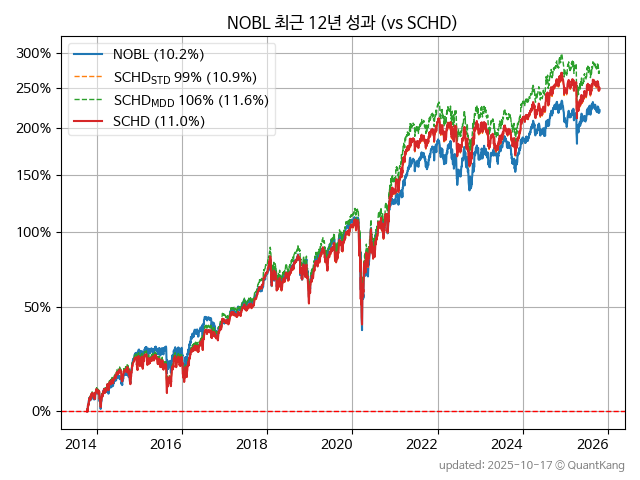 NOBL 최근 12년 성과 (vs SCHD)
NOBL (10.2%)
SCHD_STD 99% (10.9%)
SCHD_MDD 106% (11.6%)
SCHD (11.0%)
300%
250%
200%
150%
100%
50%
0%
2014 2016 2018 2020 2022 2024 2026
updated: 2025-10-17 © QuantKang